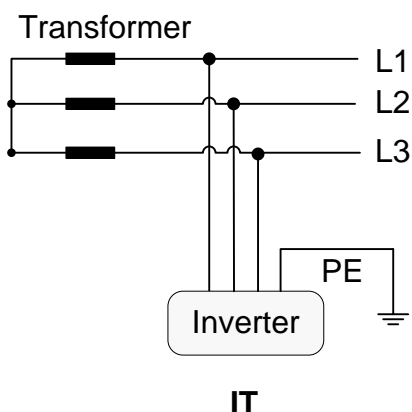 Transformer
L1
L2
L3
PE
Inverter
IT